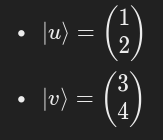 • |u⟩ = (1 2)
• |v⟩ = (3 4)